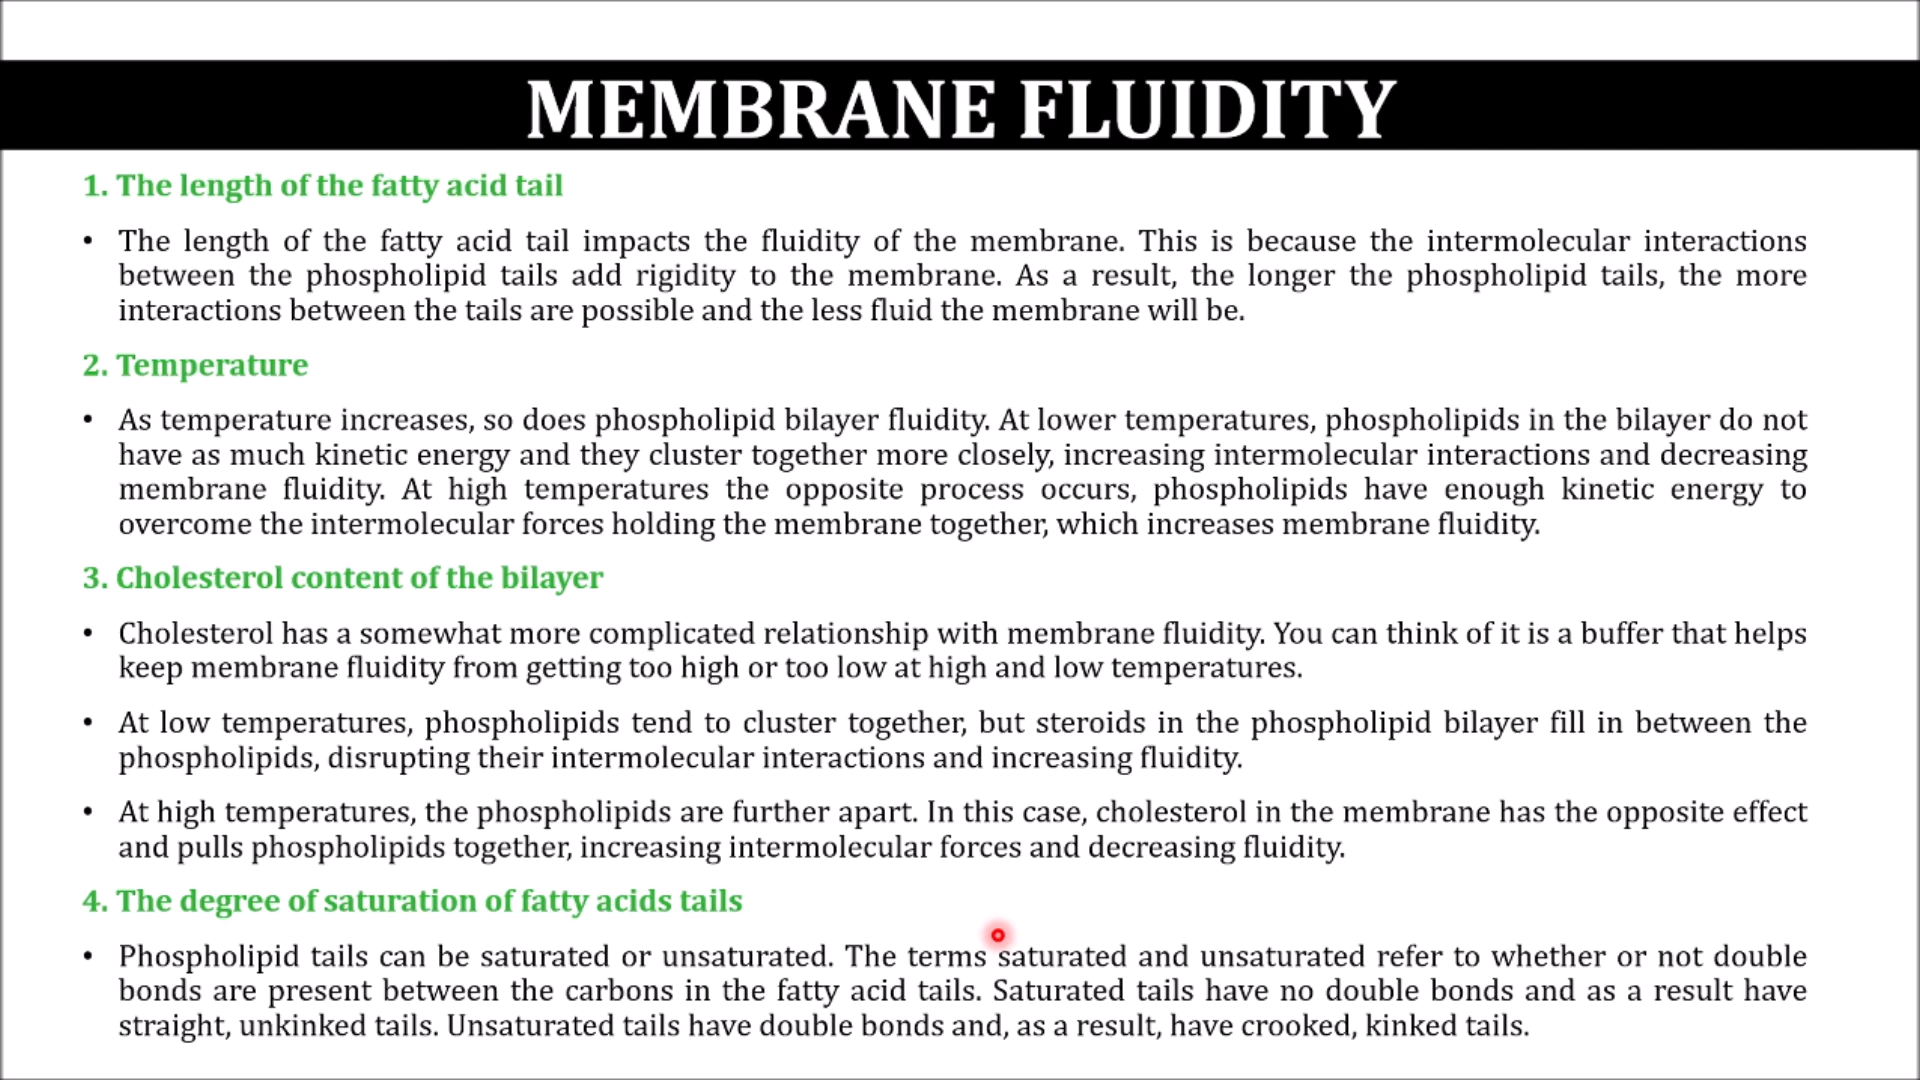 MEMBRANE FLUIDITY
1. The length of the fatty acid tail
• The length of the fatty acid tail impacts the fluidity of the membrane. This is because the intermolecular interactions
between the phospholipid tails add rigidity to the membrane. As a result, the longer the phospholipid tails, the more
interactions between the tails are possible and the less fluid the membrane will be.
2. Temperature
• As temperature increases, so does phospholipid bilayer fluidity. At lower temperatures, phospholipids in the bilayer do not
have as much kinetic energy and they cluster together more closely, increasing intermolecular interactions and decreasing
membrane fluidity. At high temperatures the opposite process occurs, phospholipids have enough kinetic energy to
overcome the intermolecular forces holding the membrane together, which increases membrane fluidity.
3. Cholesterol content of the bilayer
• Cholesterol has a somewhat more complicated relationship with membrane fluidity. You can think of it is a buffer that helps
keep membrane fluidity from getting too high or too low at high and low temperatures.
• At low temperatures, phospholipids tend to cluster together, but steroids in the phospholipid bilayer fill in between the
phospholipids, disrupting their intermolecular interactions and increasing fluidity.
• At high temperatures, the phospholipids are further apart. In this case, cholesterol in the membrane has the opposite effect
and pulls phospholipids together, increasing intermolecular forces and decreasing fluidity.
4. The degree of saturation of fatty acids tails
• Phospholipid tails can be saturated or unsaturated. The terms saturated and unsaturated refer to whether or not double
bonds are present between the carbons in the fatty acid tails. Saturated tails have no double bonds and as a result have
straight, unkinked tails. Unsaturated tails have double bonds and, as a result, have crooked, kinked tails.